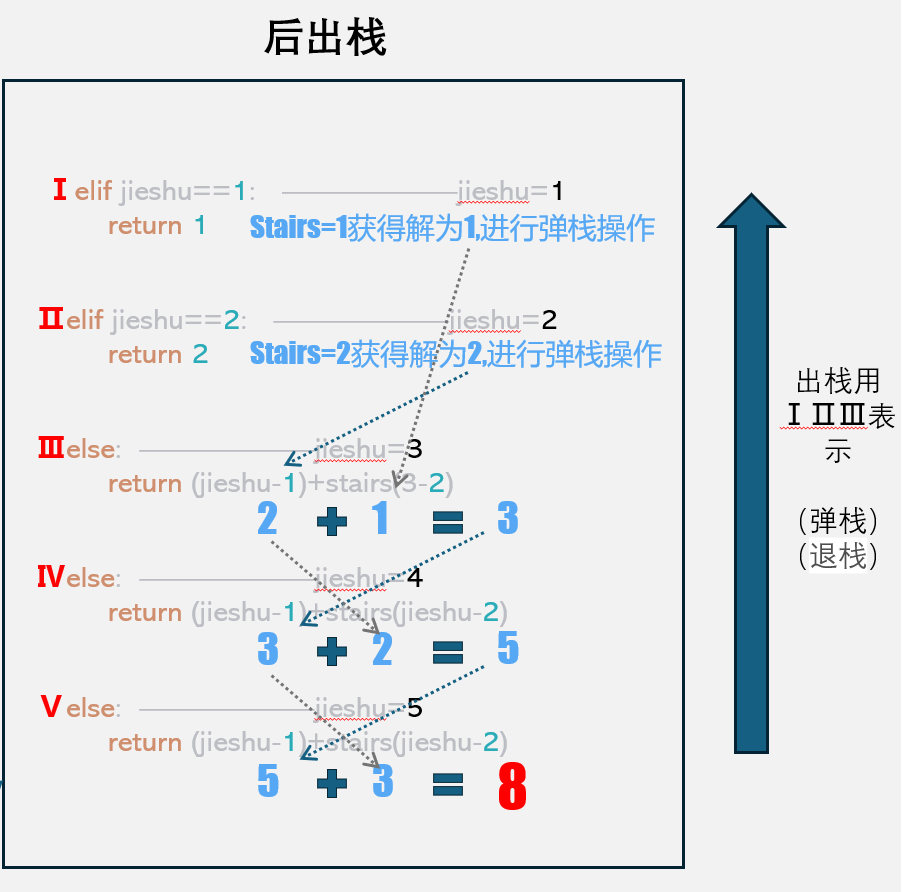 后出栈
Ⅰ elif jieshu==1: jieshu=1
return 1 Stairs=1获得解为1,进行弹栈操作
Ⅱ elif jieshu==2: jieshu=2
return 2 Stairs=2获得解为2,进行弹栈操作
Ⅲ else: jieshu=3
return (jieshu-1)+stairs(3-2)
2 + 1 = 3
Ⅳ else: jieshu=4
return (jieshu-1)+stairs(jieshu-2)
3 + 2 = 5
Ⅴ else: jieshu=5
return (jieshu-1)+stairs(jieshu-2)
5 + 3 = 8
出栈用
ⅠⅡⅢ表
示
（弹栈）
（退栈）